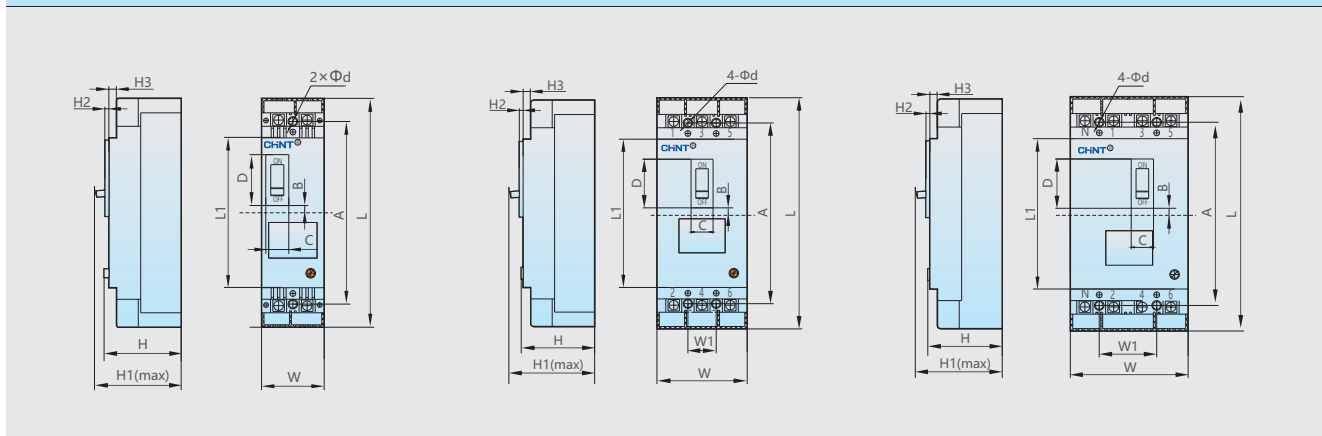 H3
2×Φd
H2
CHNT
ON
D
OFF
B
L1
A
L
C
H
H1(max)
W
H3
4-Φd
H2
1 3 5
CHNT
ON
D
OFF
B
L1
A
L
C
2 4 6
H
W1
H1(max)
W
H3
4-Φd
H2
N 1 3 5
CHNT
ON
D
OFF
B
L1
A
L
C
N 2 4 6
H
W1
H1(max)
W